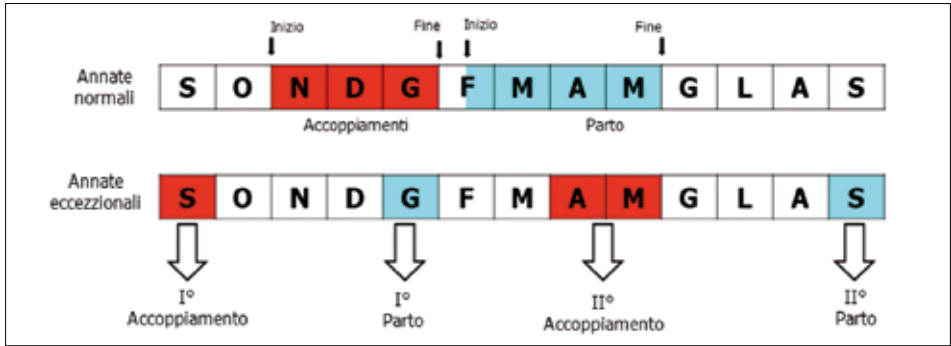 Inizio Fine Inizio Fine
Annate normali S O N D G F M A M G L A S
Accoppiamenti Parto
Annate eccezzionali S O N D G F M A M G L A S
I° Accoppiamento I° Parto II° Accoppiamento II° Parto